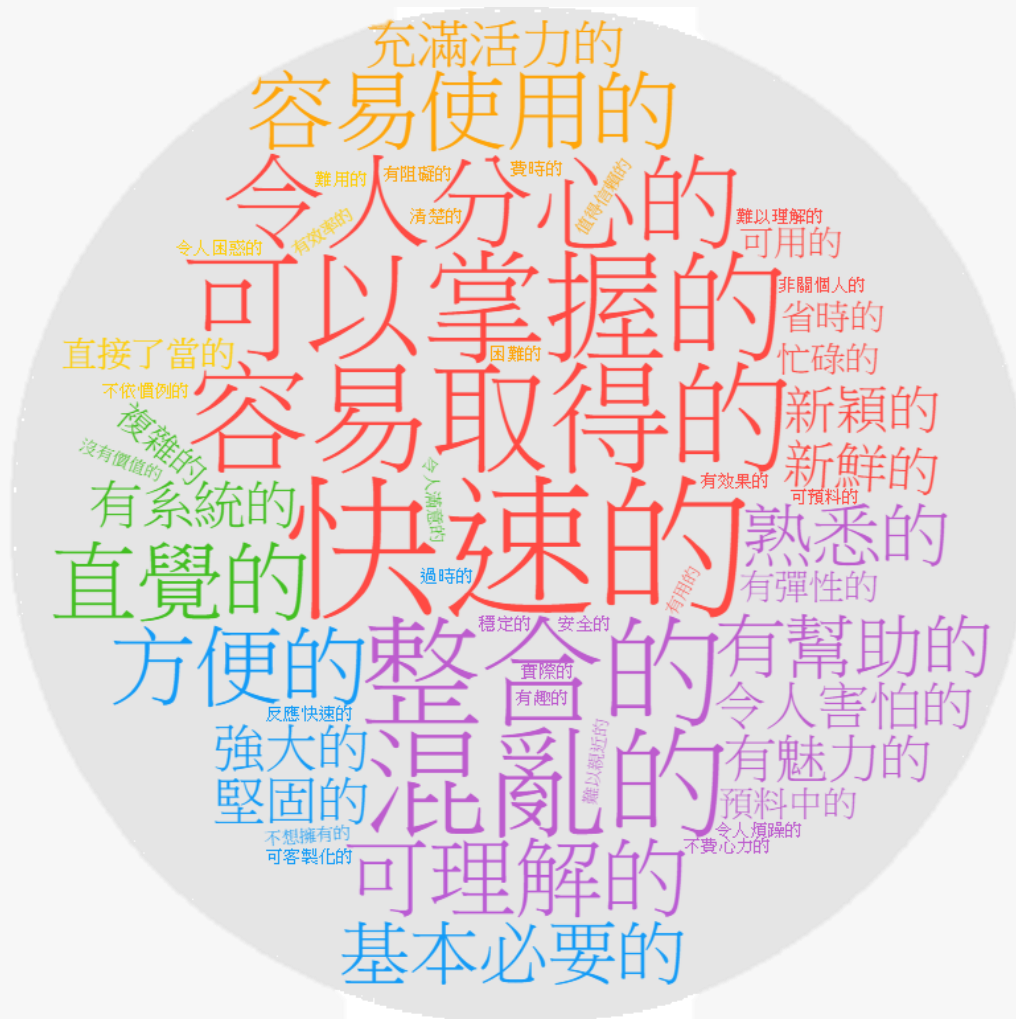 充滿活力的
容易使用的
令人分心的
難用的
有阻礙的
費時的
值得信賴的
清楚的
有效率的
令人困惑的
難以理解的
可用的
可以掌握的
非關個人的
省時的
直接了當的
困難的
忙碌的
不依慣例的
容易取得的
新穎的
複雜的
沒有價值的
新鮮的
令人滿意的
有效果的
可預料的
有系統的
快速的
熟悉的
直覺的
過時的
有用的
有彈性的
方便的
整合的
穩定的
安全的
實際的
有趣的
有幫助的
令人害怕的
反應快速的
強大的
混亂的
難以親近的
有魅力的
堅固的
預料中的
不想擁有的
令人煩躁的
可客製化的
不費心力的
可理解的
基本必要的